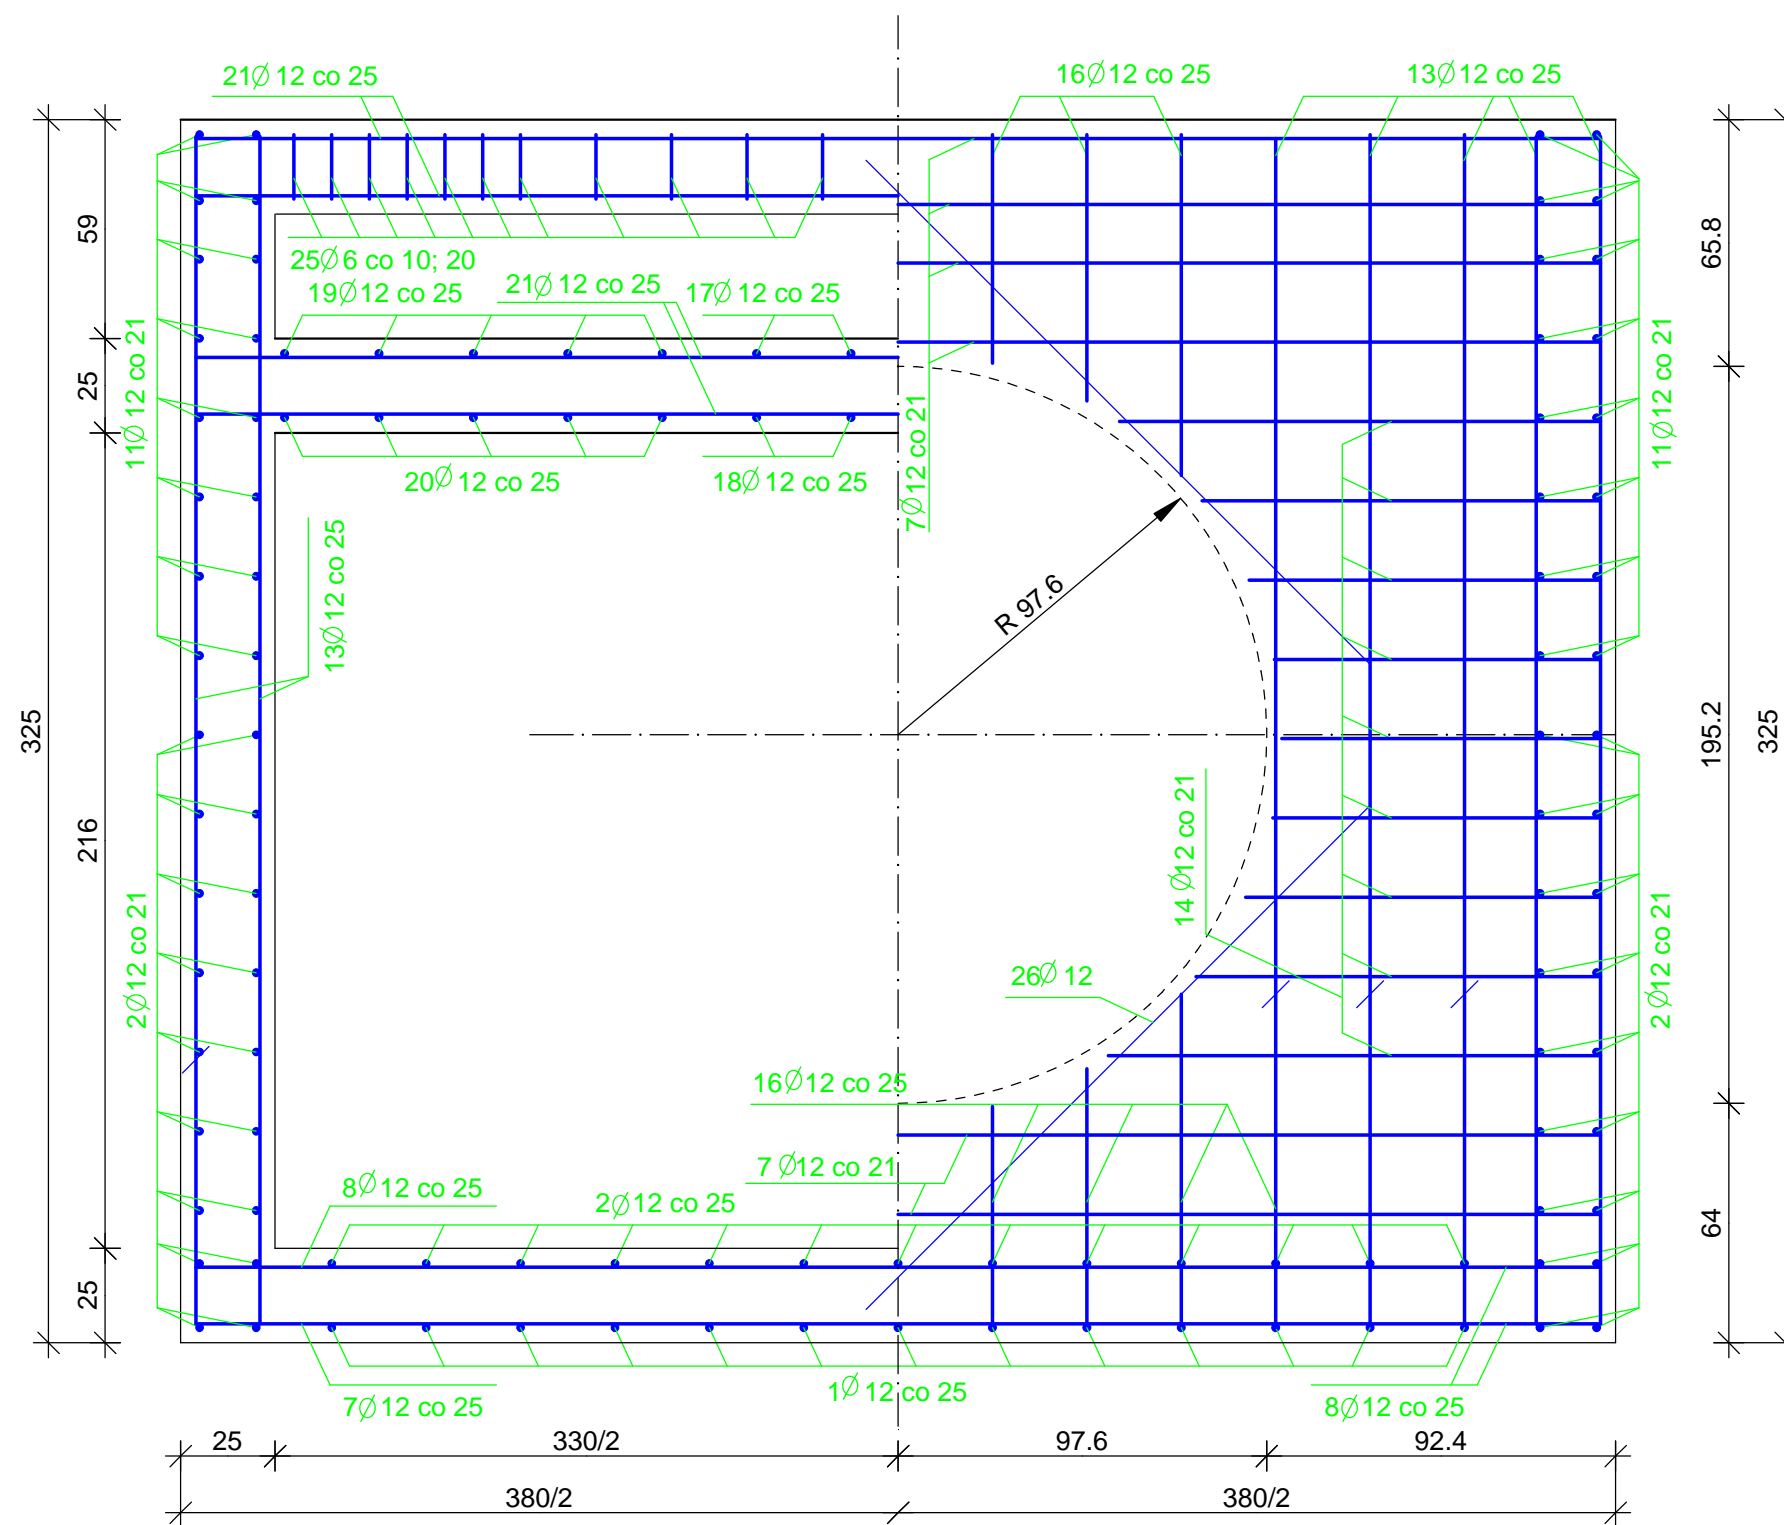 21∅ 12 co 25
16∅ 12 co 25
13∅ 12 co 25
59
65.8
25∅ 6 co 10; 20
19∅ 12 co 25
21∅ 12 co 25
17∅ 12 co 25
11∅ 12 co 21
25
11∅ 12 co 21
20∅ 12 co 25
18∅ 12 co 25
7∅ 12 co 21
13∅ 12 co 25
R 97.6
325
195.2
325
216
14 ∅12 co 21
2∅12 co 21
2 ∅12 co 21
26∅ 12
16∅ 12 co 25
7 ∅12 co 21
8∅ 12 co 25
2∅ 12 co 25
64
25
1∅ 12 co 25
7∅ 12 co 25
8∅ 12 co 25
25
330/2
97.6
92.4
380/2
380/2